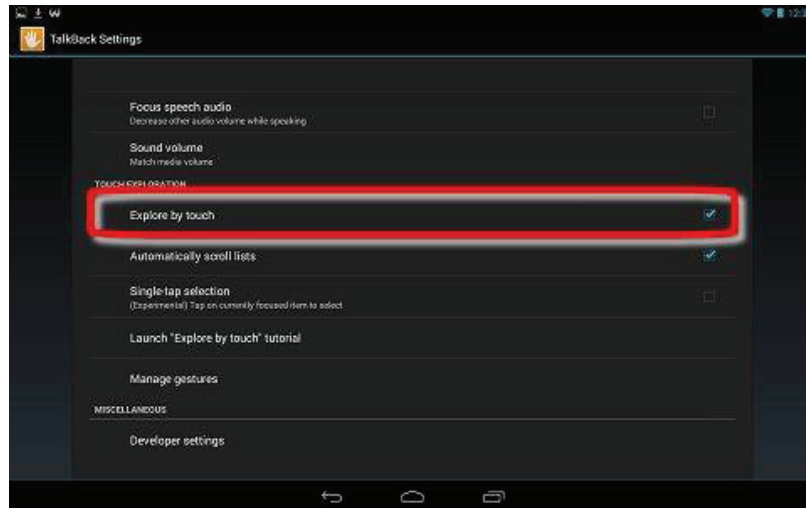 12:3
TalkBack Settings
Focus speech audio
Decrease other audio volume while speaking
Sound volume
Match media volume
TOUCH EXPLORATION
Explore by touch
Automatically scroll lists
Single-tap selection
(Experimental) Tap on currently focused item to select
Launch "Explore by touch" tutorial
Manage gestures
MISCELLANEOUS
Developer settings